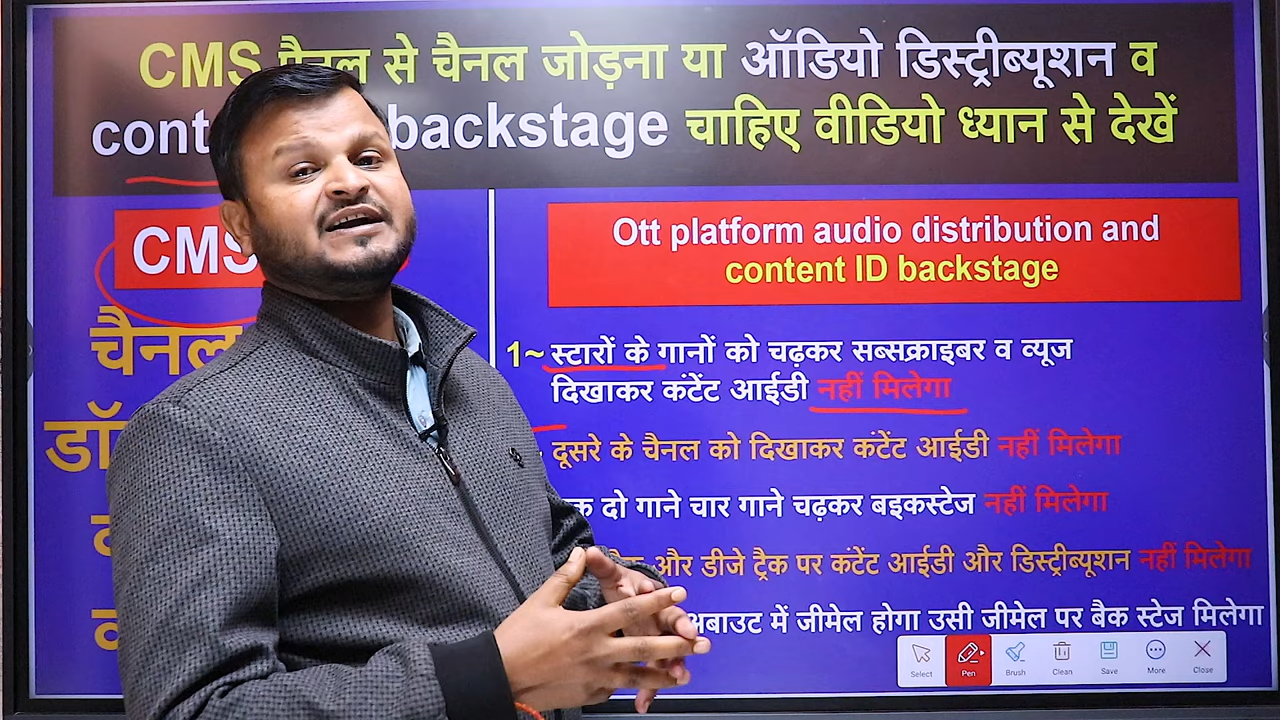 CMS पैनल से चैनल जोड़ना या ऑडियो डिस्ट्रीब्यूशन व
backstage चाहिए वीडियो ध्यान से देखें
CMS
चैनल
Ott platform audio distribution and
content ID backstage
1~ स्टारों के गानों को चढ़कर सब्सक्राइबर व व्यूज
दिखाकर कंटेंट आईडी नहीं मिलेगा
दूसरे के चैनल को दिखाकर कंटेंट आईडी नहीं मिलेगा
दो गाने चार गाने चढ़कर बइकस्टेज नहीं मिलेगा
और डीजे ट्रैक पर कंटेंट आईडी और डिस्ट्रीब्यूशन नहीं मिलेगा
अबाउट में जीमेल होगा उसी जीमेल पर बैक स्टेज मिलेगा
Select Pen Brush Clean Save More Close